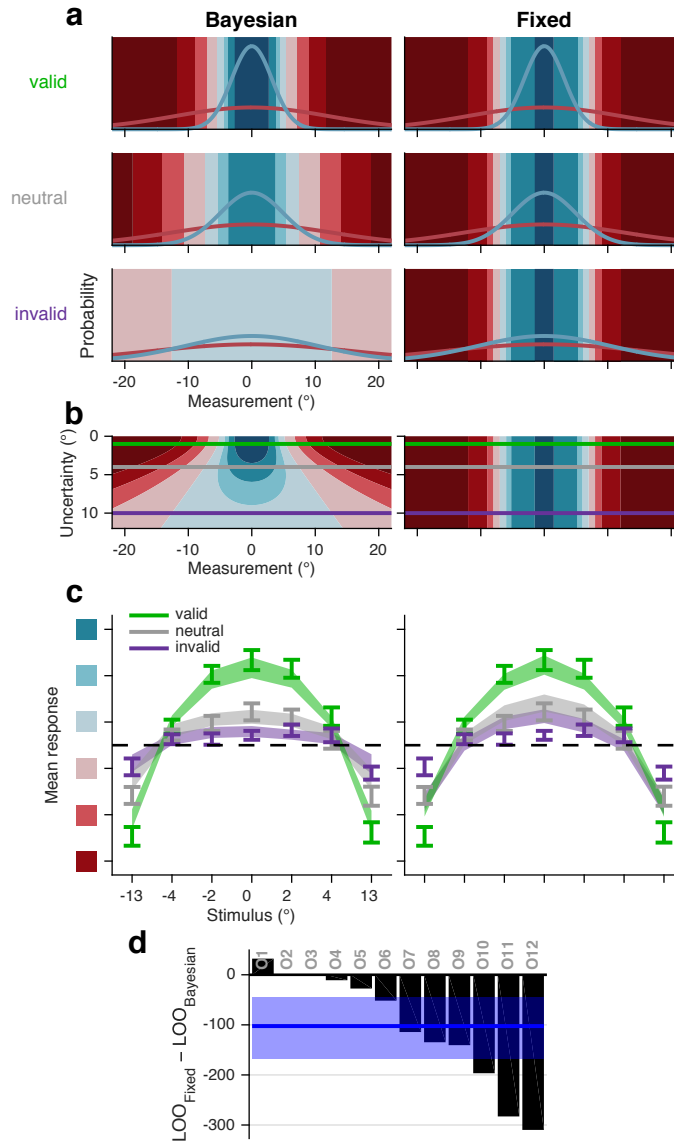 a
Bayesian
Fixed
valid
neutral
invalid
Probability
-20 -10 0 10 20
Measurement (°)
b
Uncertainty (°)
0
5
10
-20 -10 0 10 20
Measurement (°)
c
valid
neutral
invalid
Mean response
-13 -4 -2 0 2 4 13
Stimulus (°)
d
O1 O2 O3 O4 O5 O6 O7 O8 O9 O10 O11 O12
0
-100
-200
-300
LOOFixed − LOOBayesian